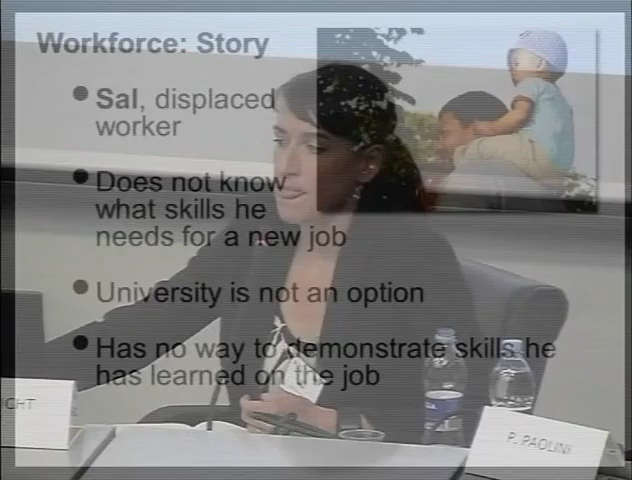 Workforce: Story
Sal, displaced
worker
Does not know
what skills he
needs for a new job
University is not an option
Has no way to demonstrate skills he
has learned on the job
P. PAOLINI